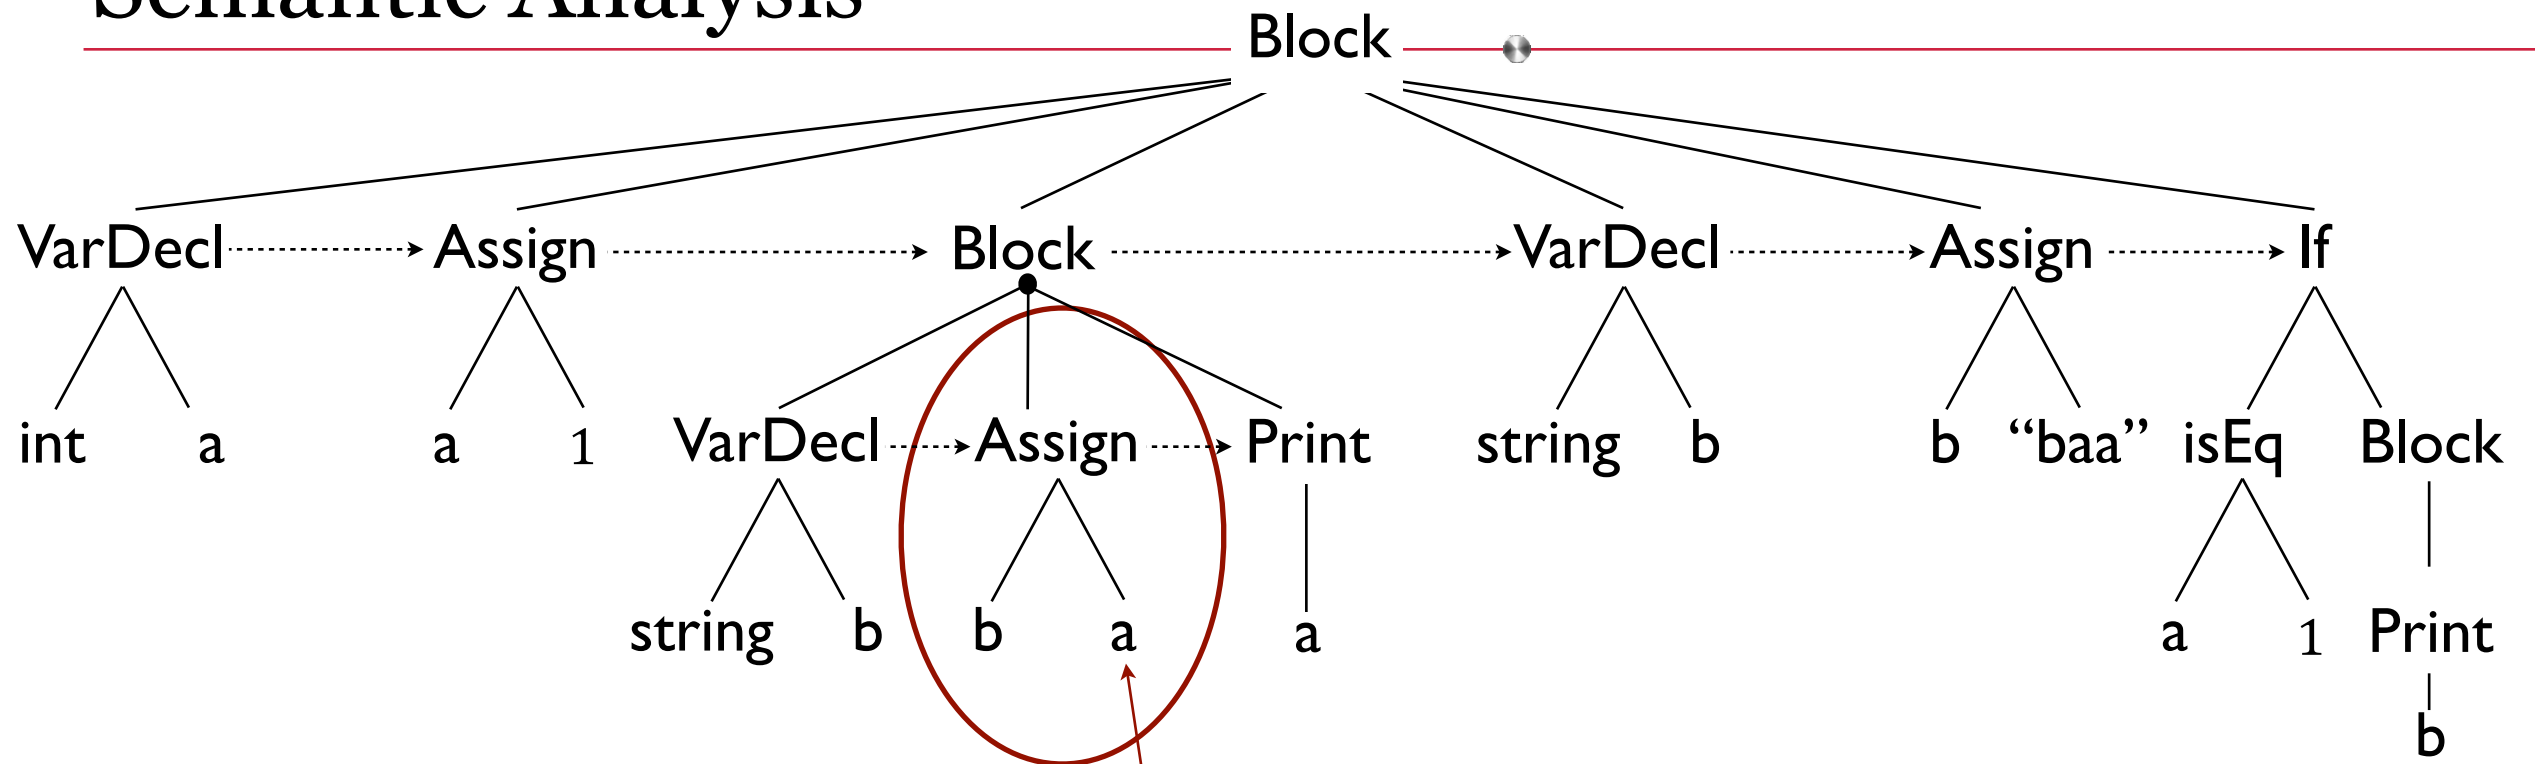 Semantic Analysis
Block
VarDecl Assign Block VarDecl Assign If
int a a 1 VarDecl Assign Print string b b “baa” isEq Block
string b b a a a 1 Print
b